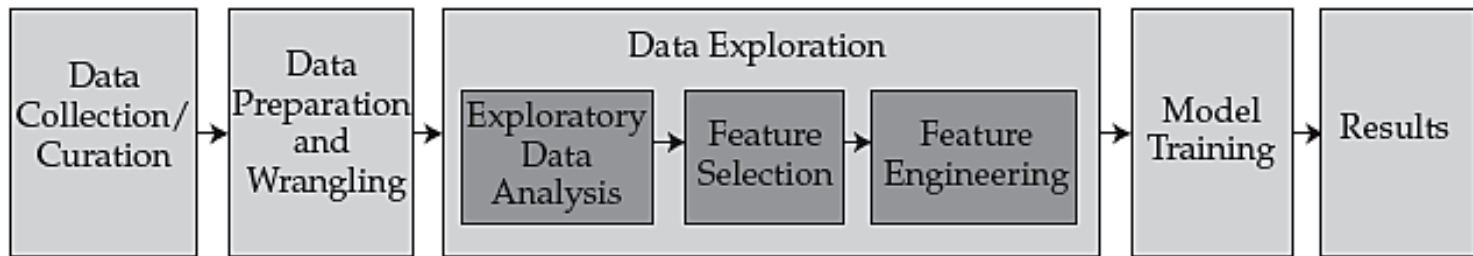 Data
Collection/
Curation
Data
Preparation
and
Wrangling
Data Exploration
Exploratory
Data
Analysis
Feature
Selection
Feature
Engineering
Model
Training
Results